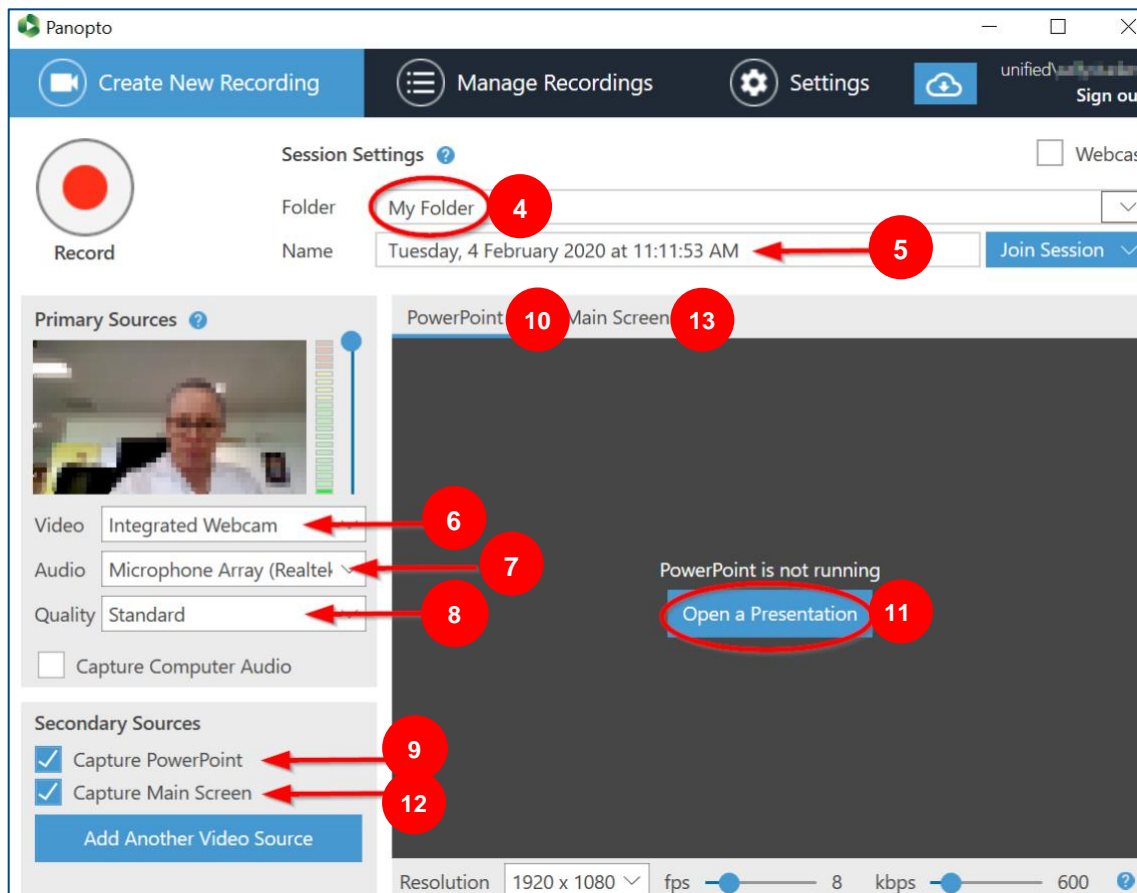 Panopto
Create New Recording Manage Recordings Settings unified\
Sign ou
Session Settings ? Webcas
Folder My Folder 4
Record Name Tuesday, 4 February 2020 at 11:11:53 AM 5 Join Session
Primary Sources ? PowerPoint 10 Main Screen 13
Video Integrated Webcam 6
Audio Microphone Array (Realtek 7
PowerPoint is not running
Quality Standard 8 Open a Presentation 11
Capture Computer Audio
Secondary Sources
Capture PowerPoint 9
Capture Main Screen 12
Add Another Video Source
Resolution 1920 x 1080 fps 8 kbps 600 ?